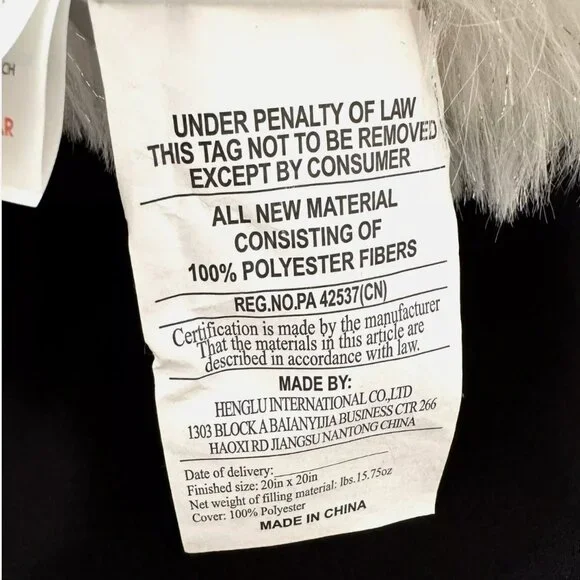 CH
R
UNDER PENALTY OF LAW
THIS TAG NOT TO BE REMOVED
EXCEPT BY CONSUMER
ALL NEW MATERIAL
CONSISTING OF
100% POLYESTER FIBERS
REG.NO.PA 42537(CN)
Certification is made by the manufacturer
That the materials in this article are
described in accordance with law.
MADE BY:
HENGLU INTERNATIONAL CO.,LTD
1303 BLOCK A BAIANYIJIA BUSINESS CTR 266
HAOXI RD JIANGSU NANTONG CHINA
Date of delivery:
Finished size: 20in x 20in
Net weight of filling material: lbs.15.75oz
Cover: 100% Polyester
MADE IN CHINA